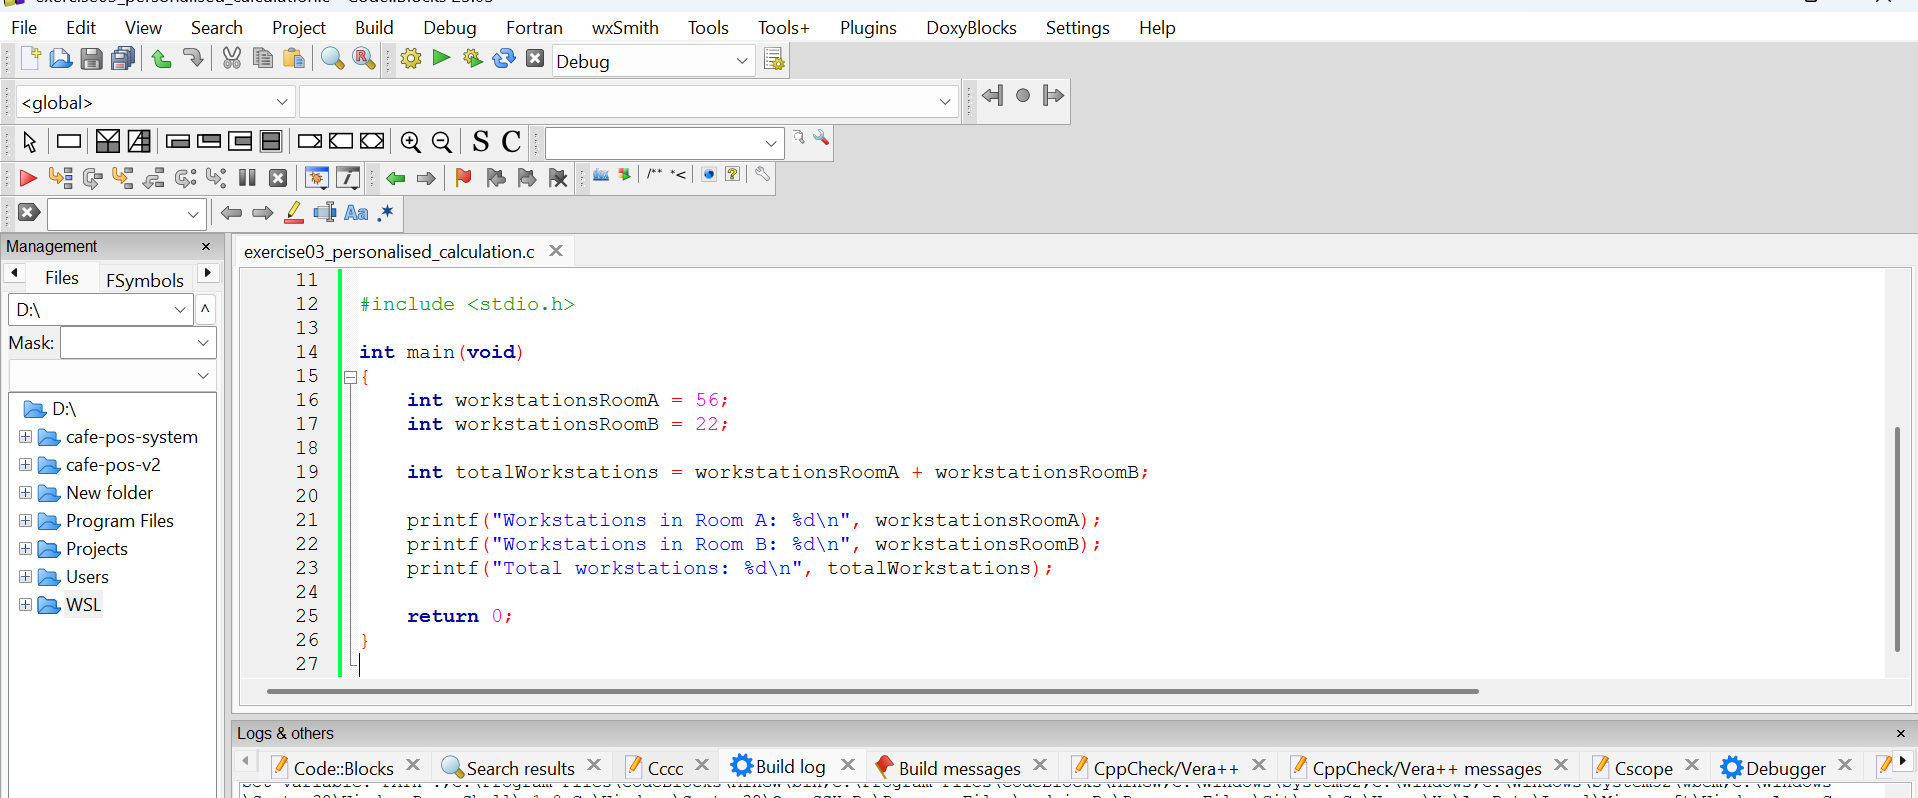 File Edit View Search Project Build Debug Fortran wxSmith Tools Tools+ Plugins DoxyBlocks Settings Help
Debug
<global>
S C
/** *<
Aa .*
Management
Files FSymbols
D:\
Mask:
D:\
cafe-pos-system
cafe-pos-v2
New folder
Program Files
Projects
Users
WSL
exercise03_personalised_calculation.c
11
12 #include <stdio.h>
13
14 int main(void)
15 {
16 int workstationsRoomA = 56;
17 int workstationsRoomB = 22;
18
19 int totalWorkstations = workstationsRoomA + workstationsRoomB;
20
21 printf("Workstations in Room A: %d\n", workstationsRoomA);
22 printf("Workstations in Room B: %d\n", workstationsRoomB);
23 printf("Total workstations: %d\n", totalWorkstations);
24
25 return 0;
26 }
27
Logs & others
Code::Blocks Search results Cccc Build log Build messages CppCheck/Vera++ CppCheck/Vera++ messages Cscope Debugger